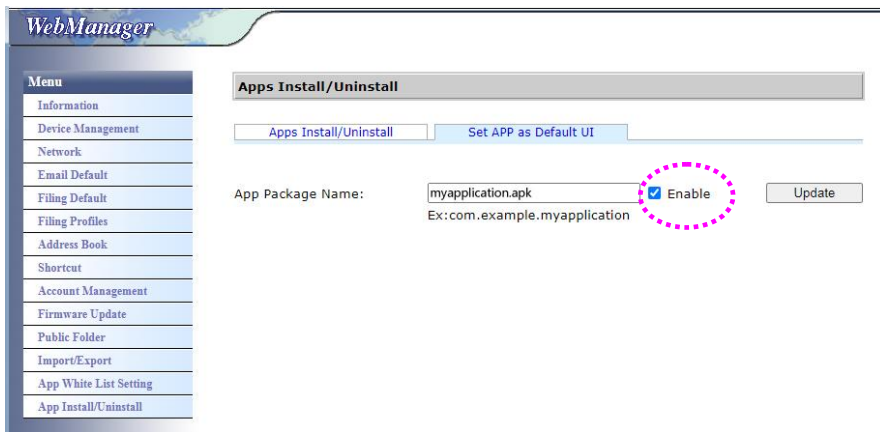 WebManager
Menu
Information
Device Management
Network
Email Default
Filing Default
Filing Profiles
Address Book
Shortcut
Account Management
Firmware Update
Public Folder
Import/Export
App White List Setting
App Install/Uninstall
Apps Install/Uninstall
Apps Install/Uninstall Set APP as Default UI
App Package Name: myapplication.apk Enable Update
Ex:com.example.myapplication